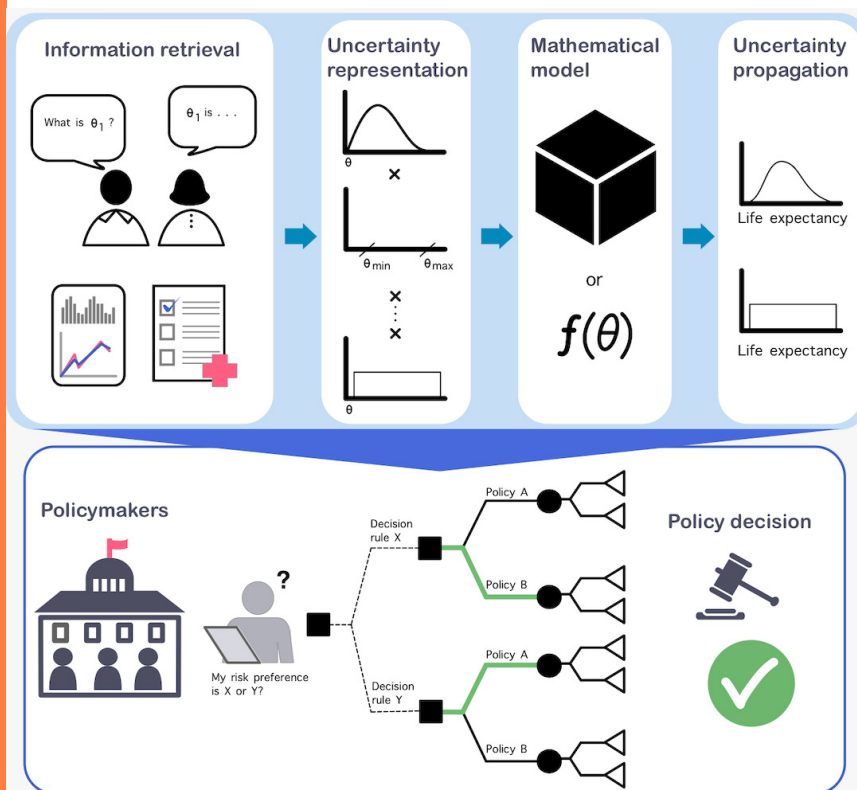 Information retrieval
What is θ1 ?
θ1 is . . .
Uncertainty
representation
θ
×
θmin
θmax
×
×
θ
Mathematical
model
or
f(θ)
Uncertainty
propagation
Life expectancy
Life expectancy
Policymakers
?
My risk preference
is X or Y?
Decision
rule X
Policy A
Policy B
Decision
rule Y
Policy A
Policy B
Policy decision